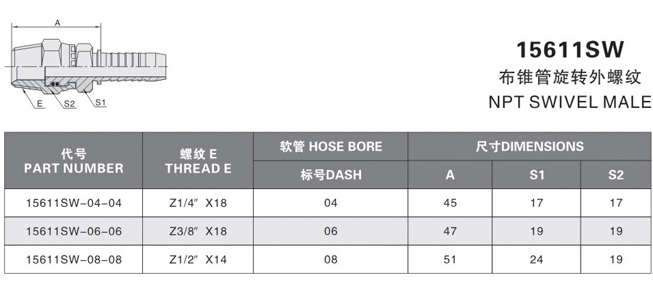 A
E
S2
S1
15611SW
布锥管旋转外螺纹
NPT SWIVEL MALE
代号
PART NUMBER
螺纹 E
THREAD E
软管 HOSE BORE
标号DASH
尺寸DIMENSIONS
A S1 S2
15611SW-04-04 Z1/4" X18 04 45 17 17
15611SW-06-06 Z3/8" X18 06 47 19 19
15611SW-08-08 Z1/2" X14 08 51 24 19